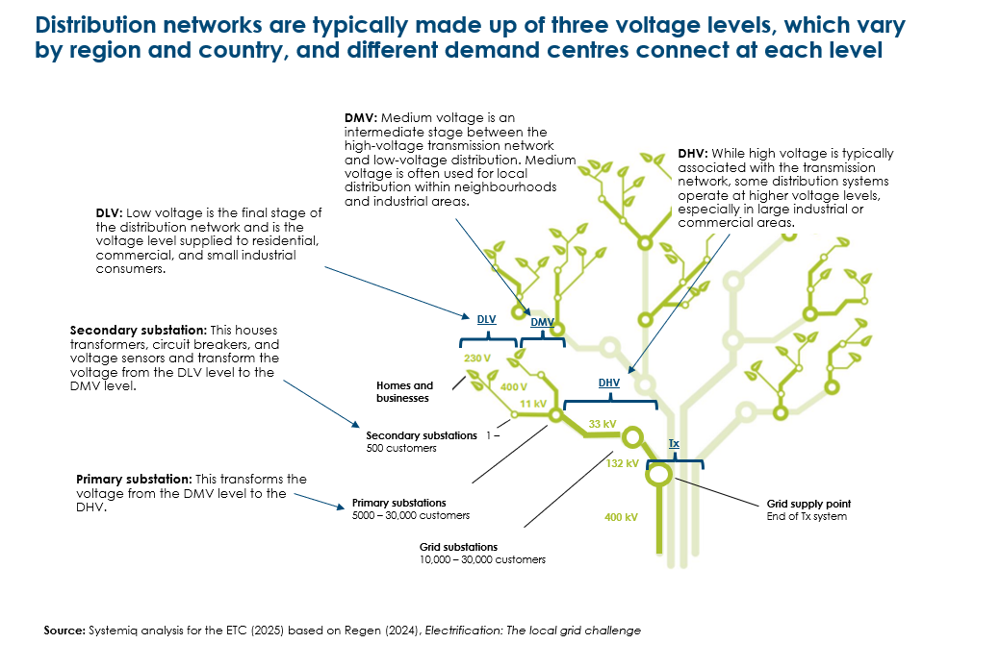 Distribution networks are typically made up of three voltage levels, which vary
by region and country, and different demand centres connect at each level
DMV: Medium voltage is an
intermediate stage between the
high-voltage transmission network
and low-voltage distribution. Medium
voltage is often used for local
distribution within neighbourhoods
and industrial areas.
DHV: While high voltage is typically
associated with the transmission
network, some distribution systems
operate at higher voltage levels,
especially in large industrial or
commercial areas.
DLV: Low voltage is the final stage of
the distribution network and is the
voltage level supplied to residential,
commercial, and small industrial
consumers.
DLV
DMV
Secondary substation: This houses
transformers, circuit breakers, and
voltage sensors and transform the
voltage from the DLV level to the
DMV level.
230 V
Homes and
businesses
400 V
11 kV
DHV
33 kV
Secondary substations 1 –
500 customers
Tx
132 kV
Primary substation: This transforms the
voltage from the DMV level to the
DHV.
Primary substations
5000 – 30,000 customers
400 kV
Grid supply point
End of Tx system
Grid substations
10,000 – 30,000 customers
Source: Systemiq analysis for the ETC (2025) based on Regen (2024), Electrification: The local grid challenge